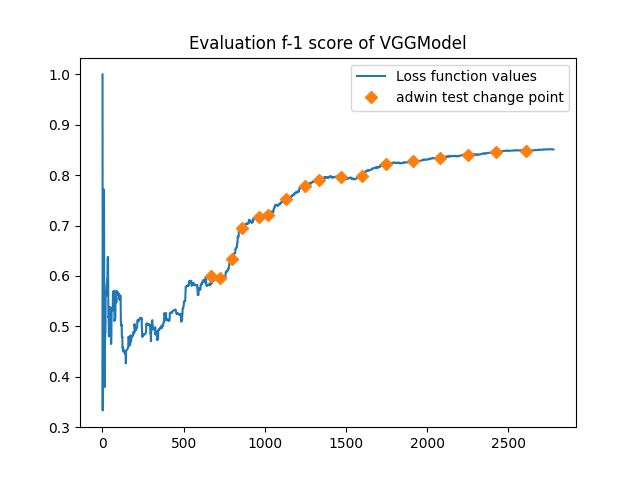 Evaluation f-1 score of VGGModel
Loss function values
adwin test change point
1.0
0.9
0.8
0.7
0.6
0.5
0.4
0.3
0 500 1000 1500 2000 2500